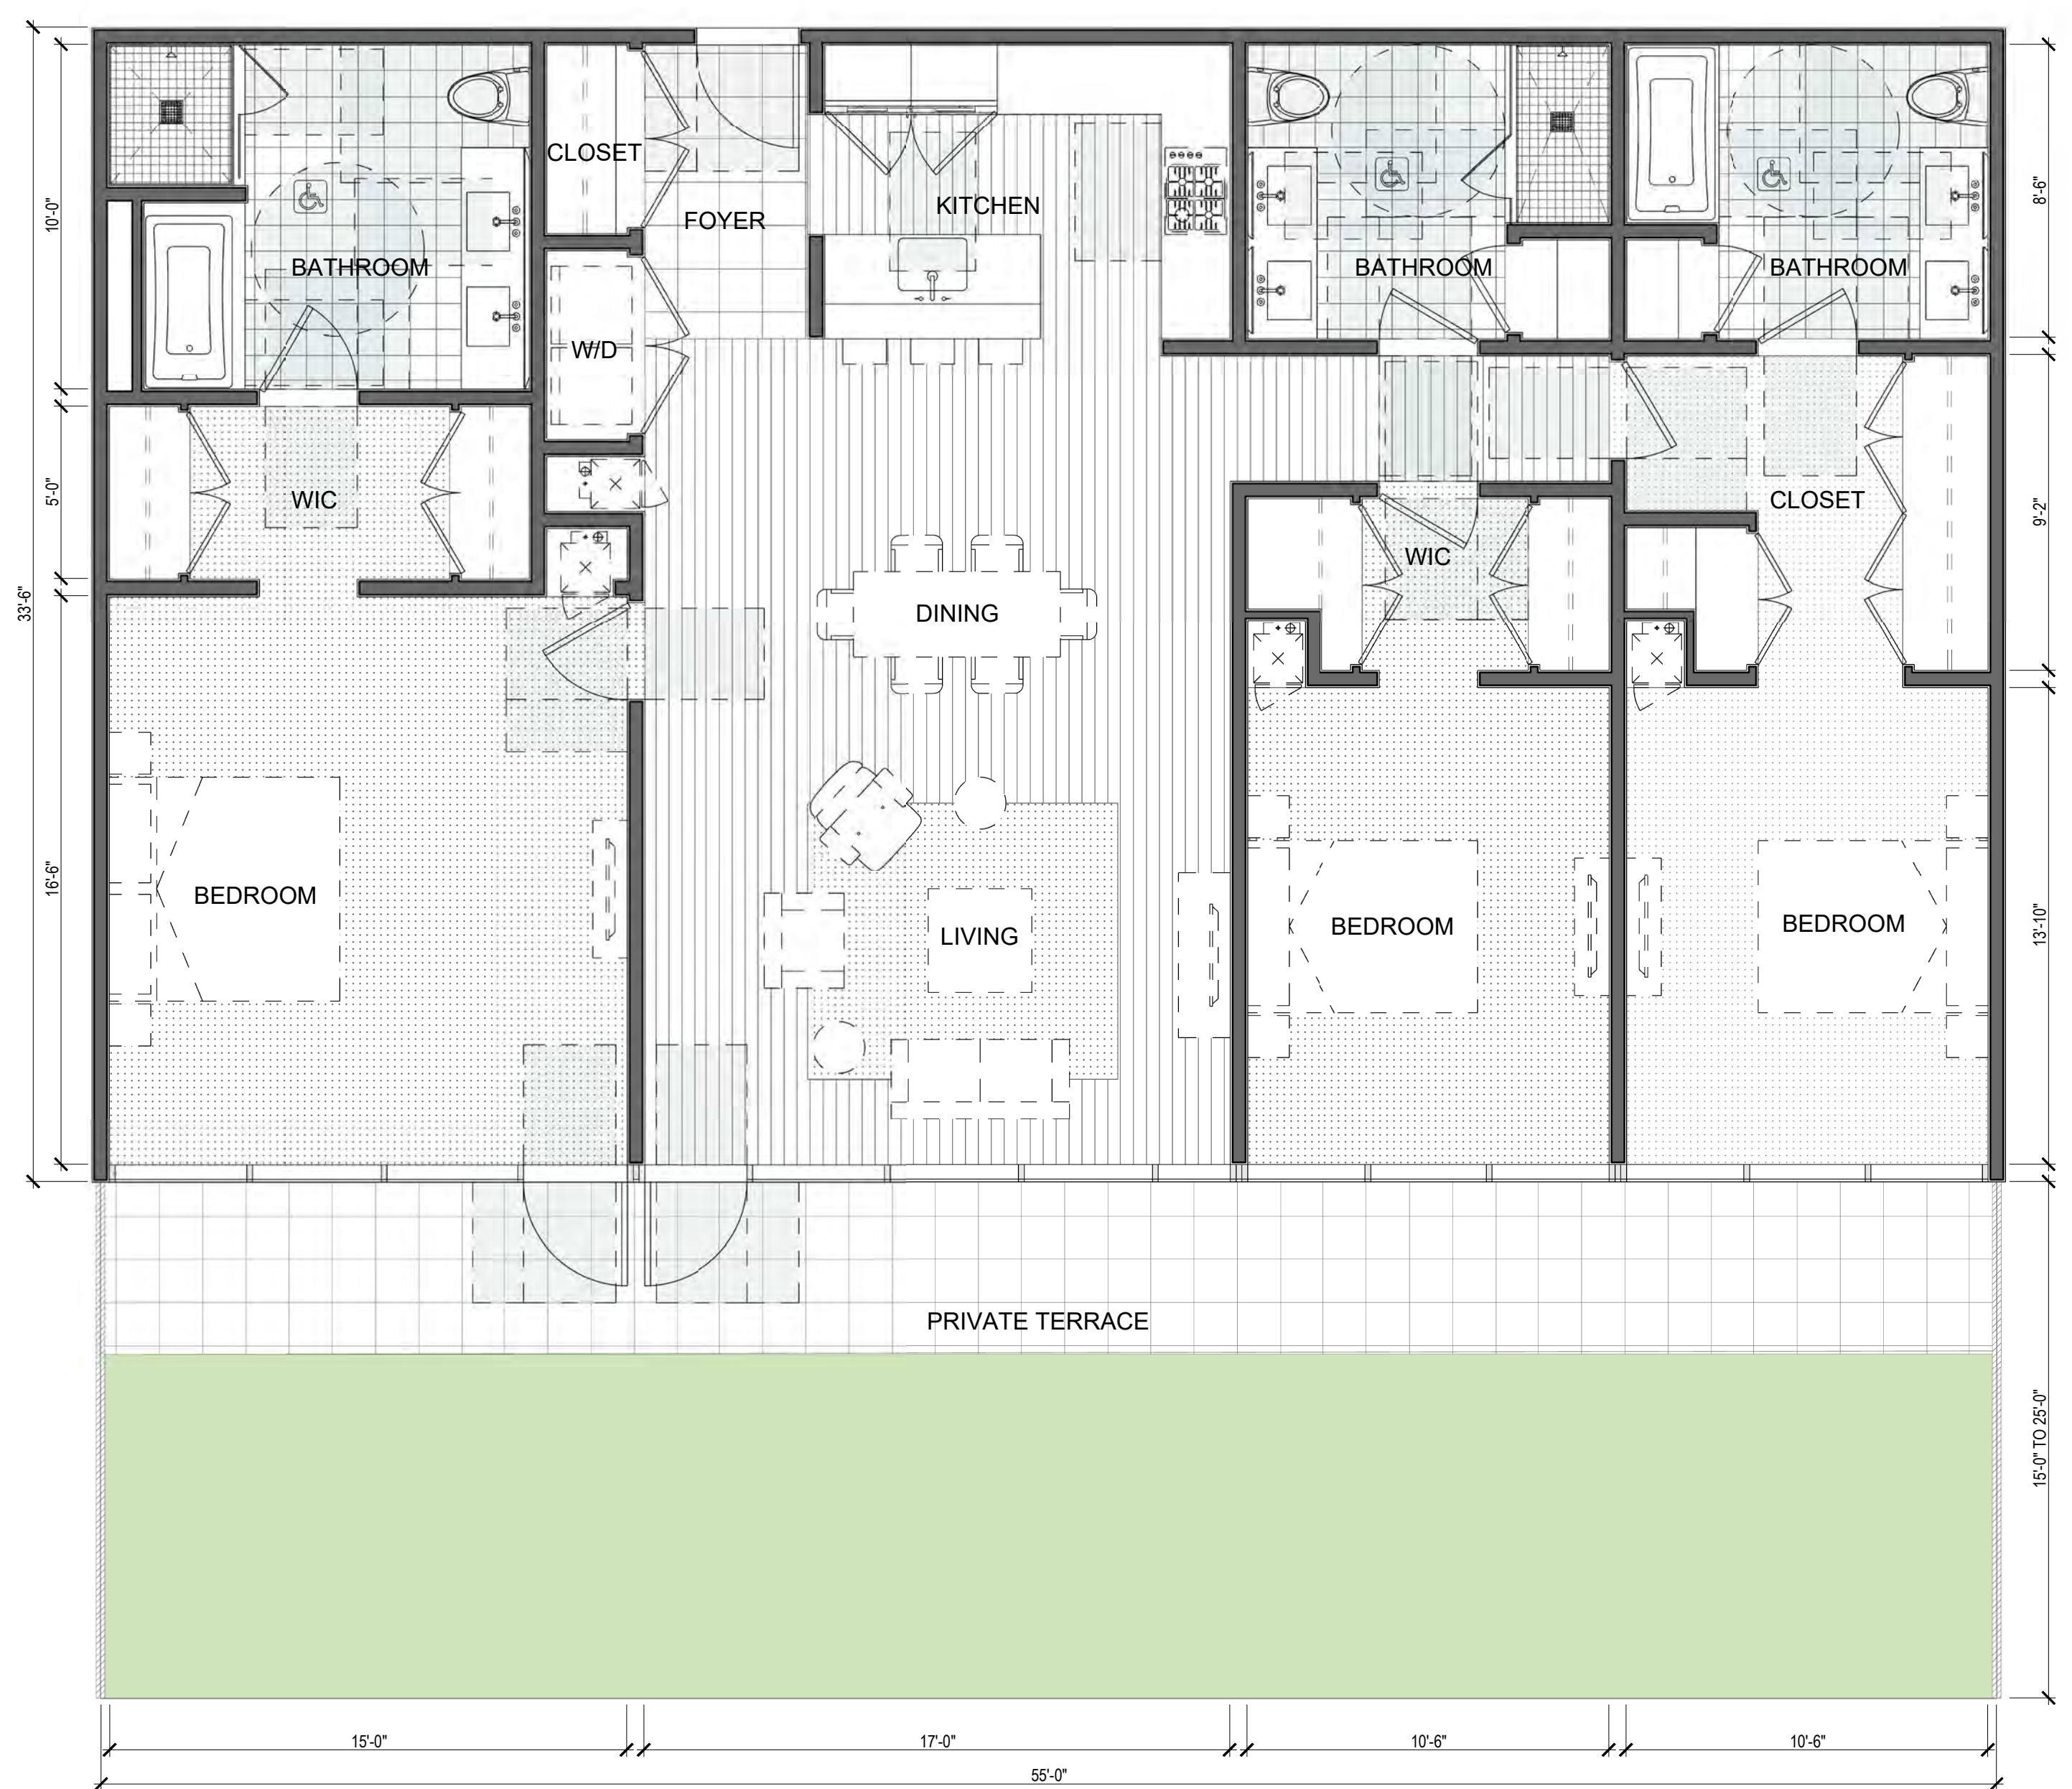 CLOSET
FOYER
KITCHEN
BATHROOM
BATHROOM
BATHROOM
W/D
WIC
CLOSET
WIC
DINING
BEDROOM
LIVING
BEDROOM
BEDROOM
PRIVATE TERRACE
10'-0"
5'-0"
33'-6"
16'-6"
8'-6"
9'-2"
13'-10"
15'-0" TO 25'-0"
15'-0"
17'-0"
10'-6"
10'-6"
55'-0"